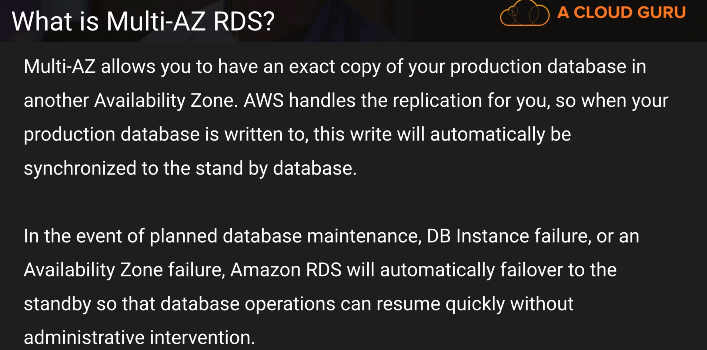 What is Multi-AZ RDS?
A CLOUD GURU
Multi-AZ allows you to have an exact copy of your production database in
another Availability Zone. AWS handles the replication for you, so when your
production database is written to, this write will automatically be
synchronized to the stand by database.
In the event of planned database maintenance, DB Instance failure, or an
Availability Zone failure, Amazon RDS will automatically failover to the
standby so that database operations can resume quickly without
administrative intervention.